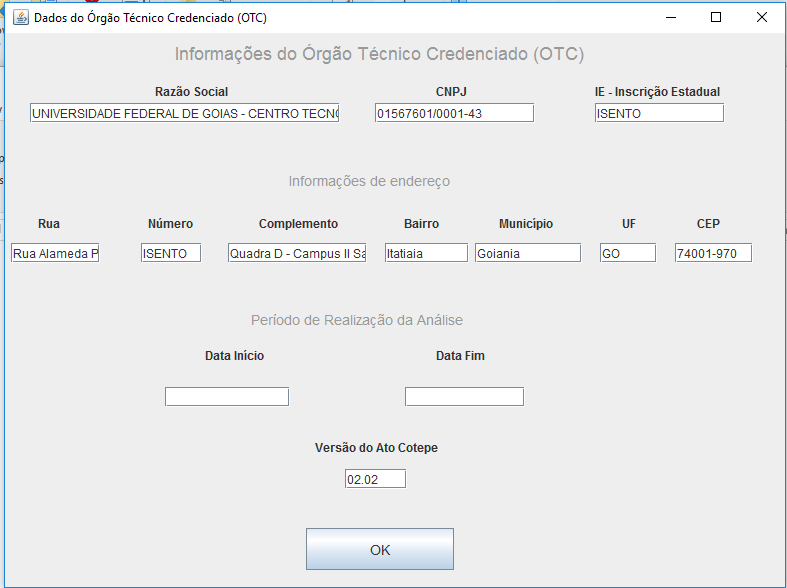 Dados do Órgão Técnico Credenciado (OTC)
Informações do Órgão Técnico Credenciado (OTC)
Razão Social CNPJ IE - Inscrição Estadual
UNIVERSIDADE FEDERAL DE GOIAS - CENTRO TECN 01567601/0001-43 ISENTO
Informações de endereço
Rua Número Complemento Bairro Município UF CEP
Rua Alameda P ISENTO Quadra D - Campus II Sa Itatiaia Goiania GO 74001-970
Período de Realização da Análise
Data Início Data Fim
Versão do Ato Cotepe
02.02
OK